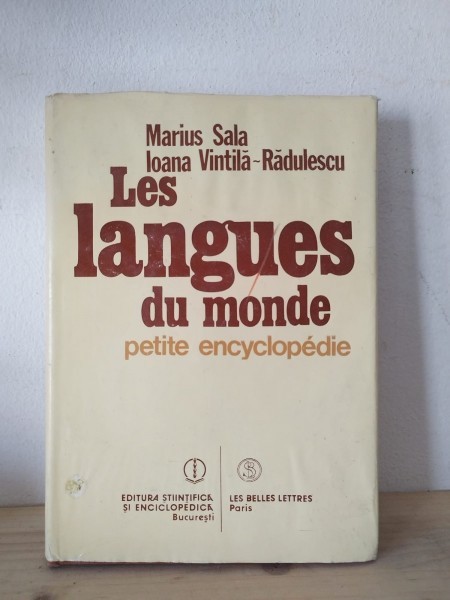 Marius Sala
Ioana Vintilă-Rădulescu
Les
langues
du monde
petite encyclopédie
EDITURA ŞTIINŢIFICĂ
ŞI ENCICLOPEDICĂ
Bucureşti
LES BELLES LETTRES
Paris